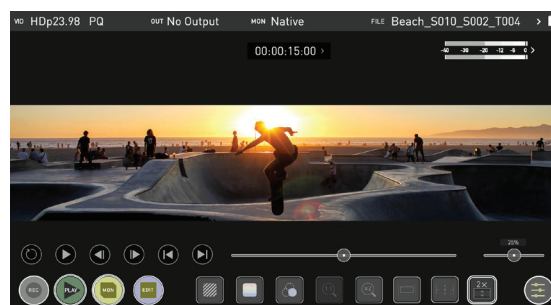 VID HDp23.98 PQ OUT No Output MON Native FILE Beach_S010_S002_T004 >
00:00:15:00 >
-40 -30 -20 -12 -6 0 >
25%
REC PLAY MON EDIT 2×